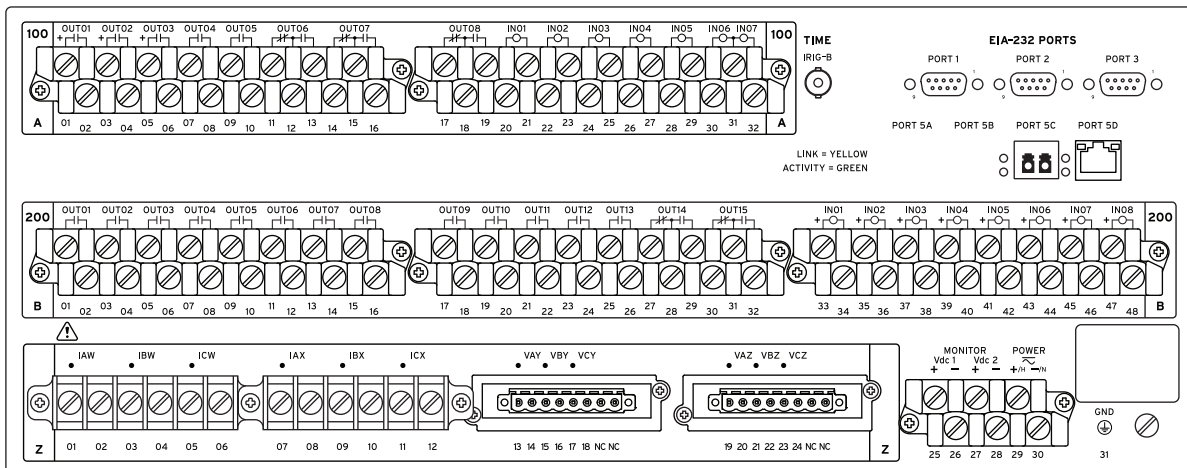 100 OUT01 OUT02 OUT03 OUT04 OUT05 OUT06 OUT07 OUT08 IN01 IN02 IN03 IN04 IN05 IN06 IN07 100
+ + +
A 01 02 03 04 05 06 07 08 09 10 11 12 13 14 15 16 17 18 19 20 21 22 23 24 25 26 27 28 29 30 31 32 A
TIME
IRIG-B
EIA-232 PORTS
PORT 1 PORT 2 PORT 3
1 1 1
9 9 9
PORT 5A PORT 5B PORT 5C PORT 5D
LINK = YELLOW
ACTIVITY = GREEN
200 OUT01 OUT02 OUT03 OUT04 OUT05 OUT06 OUT07 OUT08 OUT09 OUT10 OUT11 OUT12 OUT13 OUT14 OUT15 IN01 IN02 IN03 IN04 IN05 IN06 IN07 IN08 200
+ + + + + + + +
B 01 02 03 04 05 06 07 08 09 10 11 12 13 14 15 16 17 18 19 20 21 22 23 24 25 26 27 28 29 30 31 32 33 34 35 36 37 38 39 40 41 42 43 44 45 46 47 48 B
!
IAW IBW ICW IAX IBX ICX VAY VBY VCY VAZ VBZ VCZ
Z 01 02 03 04 05 06 07 08 09 10 11 12 13 14 15 16 17 18 NC NC 19 20 21 22 23 24 NC NC Z
MONITOR POWER
Vdc 1 Vdc 2
+ − + − +/H −/N
25 26 27 28 29 30
GND
31